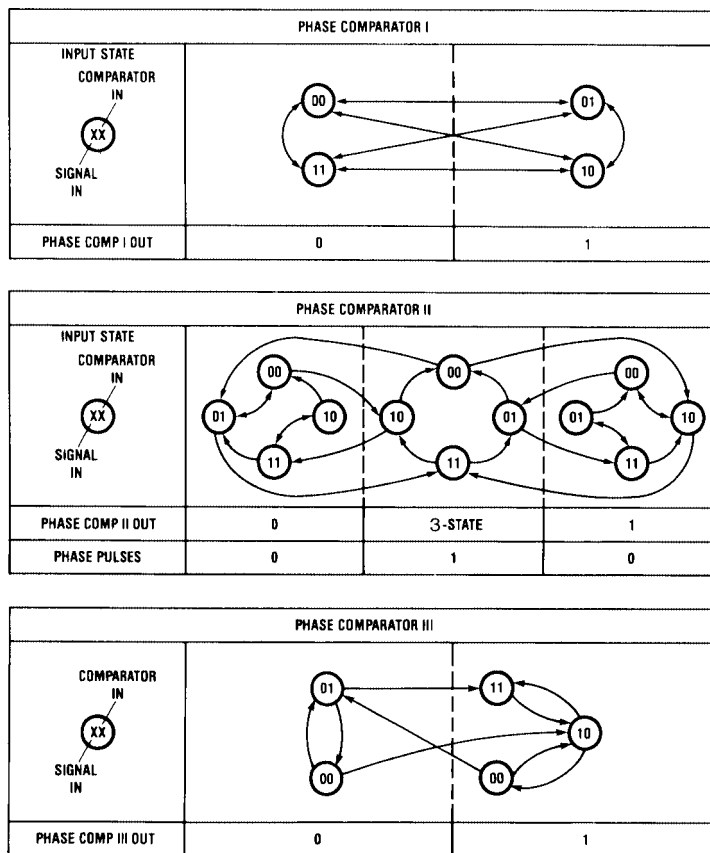 PHASE COMPARATOR I
INPUT STATE
COMPARATOR
IN
XX
SIGNAL
IN
00 01
11 10
PHASE COMP I OUT 0 1
PHASE COMPARATOR II
INPUT STATE
COMPARATOR
IN
XX
SIGNAL
IN
00 00 00
01 10 10 01 01 10
11 11 11
PHASE COMP II OUT 0 3-STATE 1
PHASE PULSES 0 1 0
PHASE COMPARATOR III
COMPARATOR
IN
XX
SIGNAL
IN
01 11
10
00 00
PHASE COMP III OUT 0 1